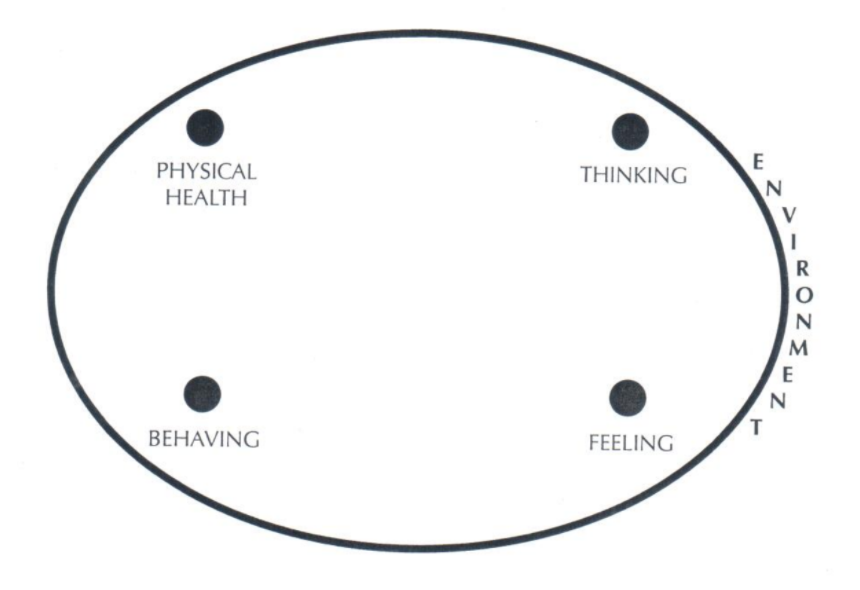 PHYSICAL
HEALTH
THINKING
ENVIRONMENT
BEHAVING
FEELING